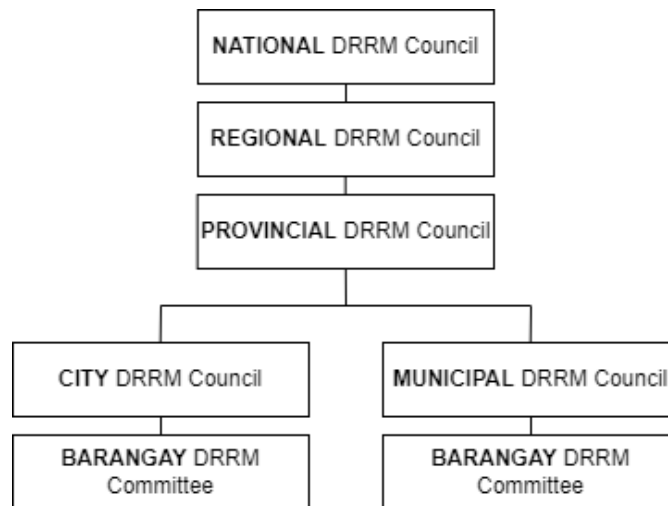 NATIONAL DRRM Council
REGIONAL DRRM Council
PROVINCIAL DRRM Council
CITY DRRM Council
MUNICIPAL DRRM Council
BARANGAY DRRM
Committee
BARANGAY DRRM
Committee